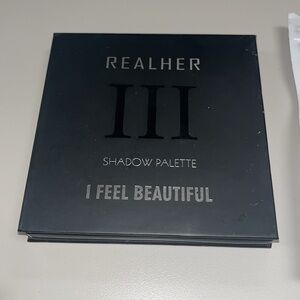 REALHER
III
SHADOW PALETTE
I FEEL BEAUTIFUL